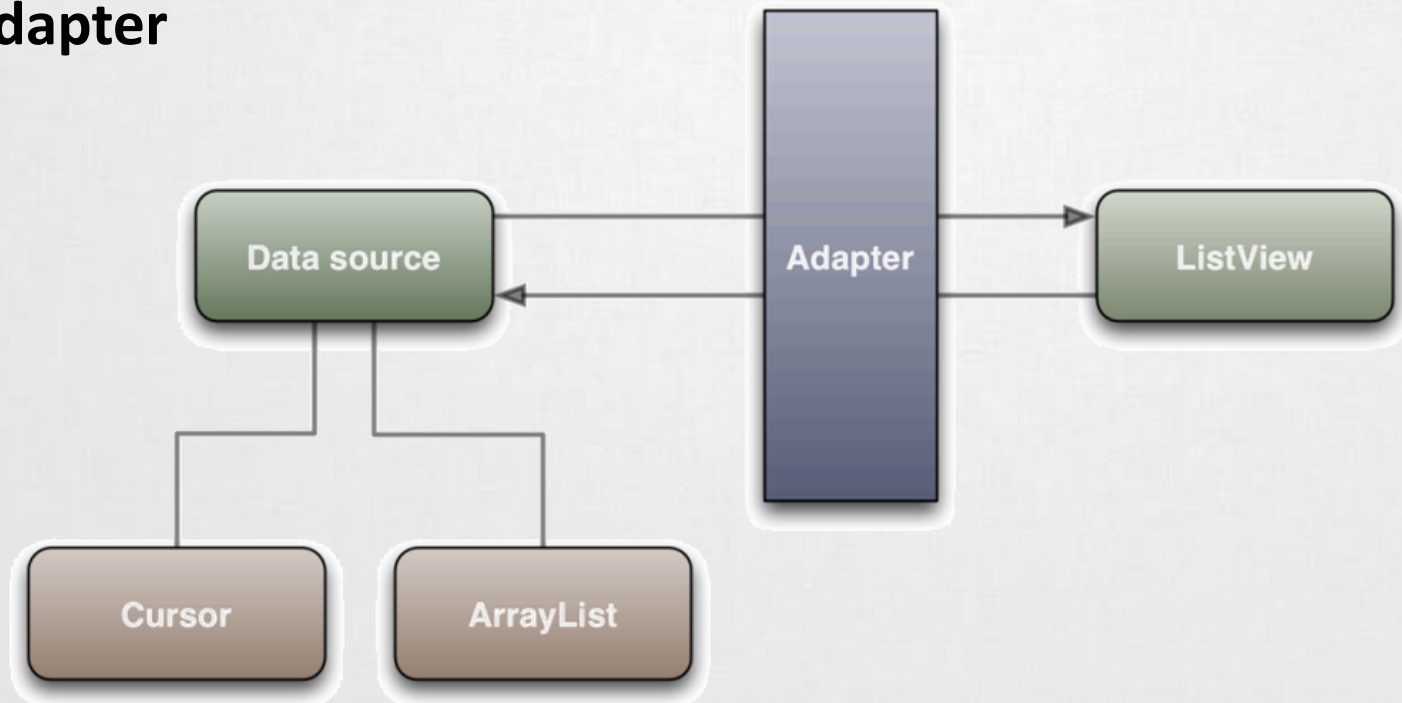 dapter
Data source
Adapter
ListView
Cursor
ArrayList